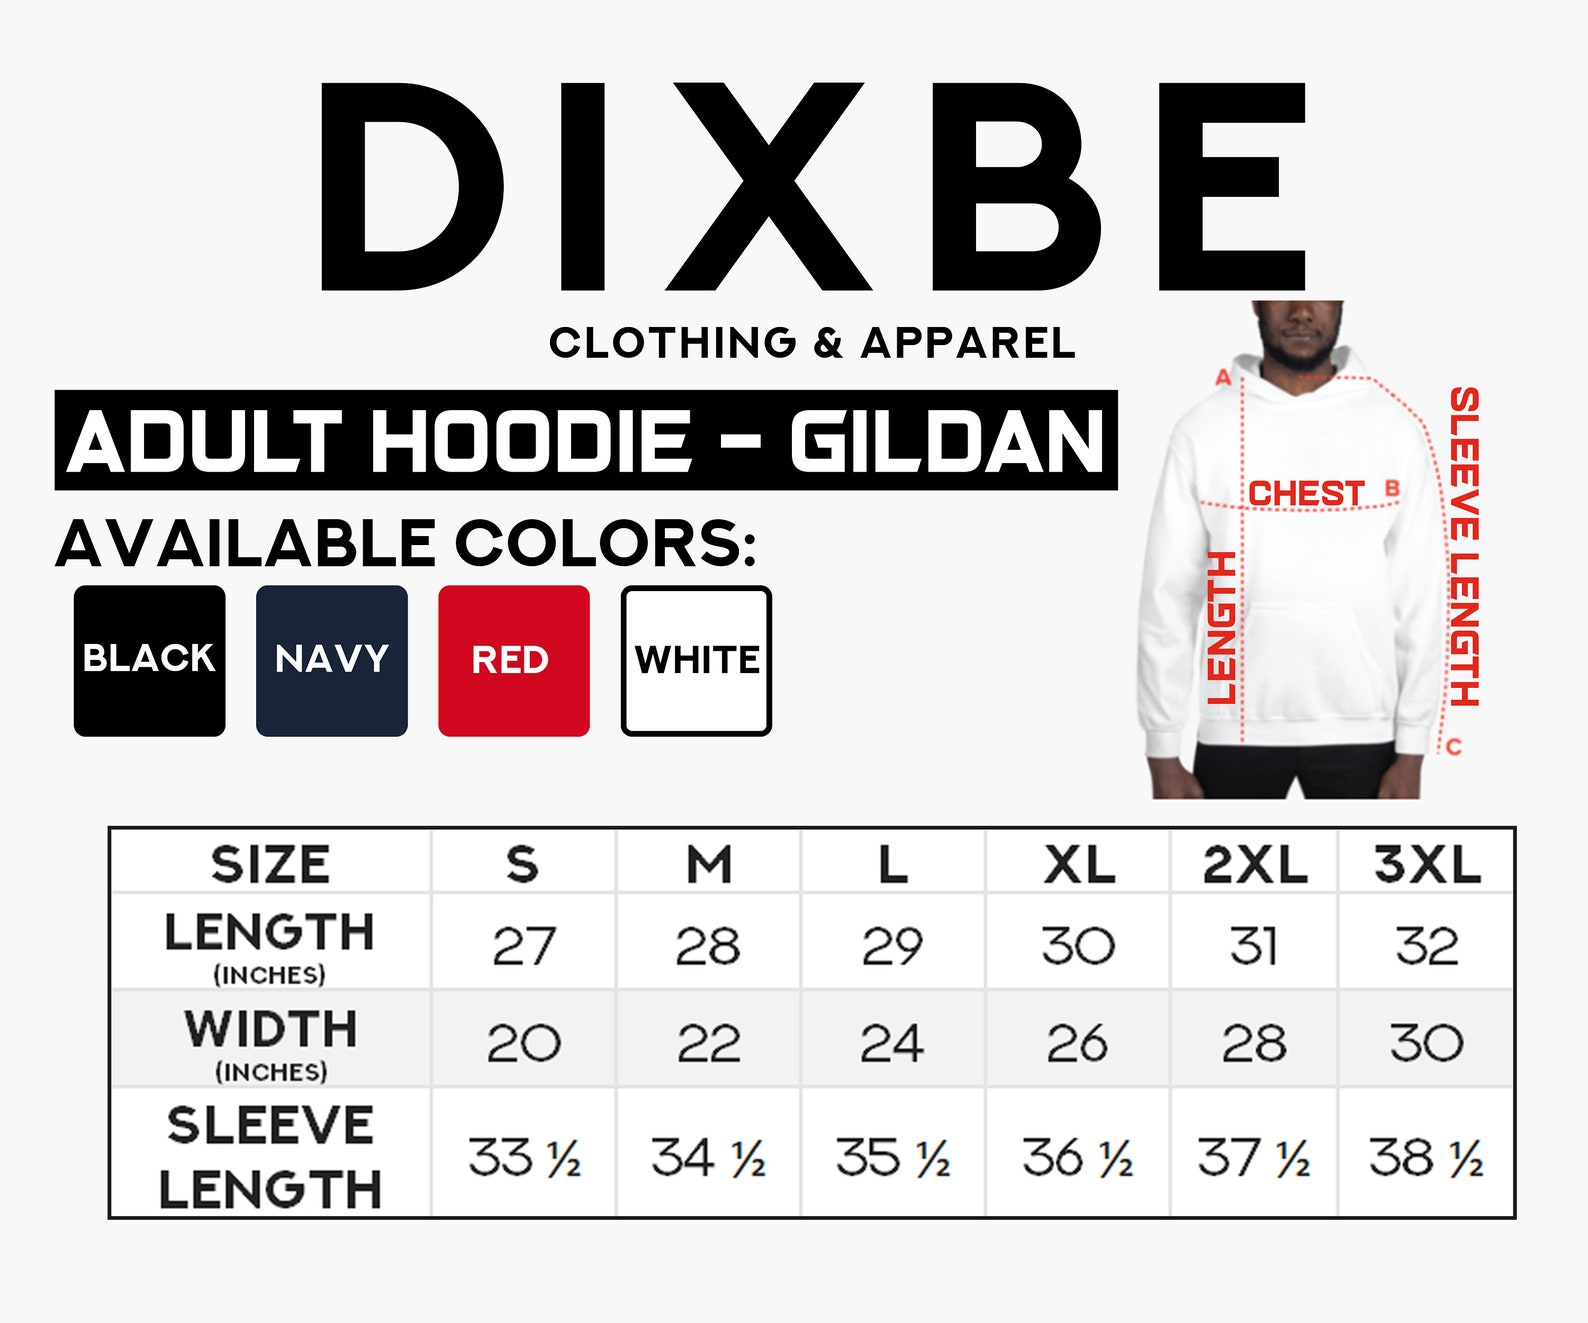 DIXBE
CLOTHING & APPAREL
ADULT HOODIE - GILDAN
AVAILABLE COLORS:
BLACK NAVY RED WHITE
A
CHEST B
LENGTH
SLEEVE LENGTH
C
SIZE S M L XL 2XL 3XL
LENGTH 27 28 29 30 31 32
(INCHES)
WIDTH 20 22 24 26 28 30
(INCHES)
SLEEVE
LENGTH 33 ½ 34 ½ 35 ½ 36 ½ 37 ½ 38 ½